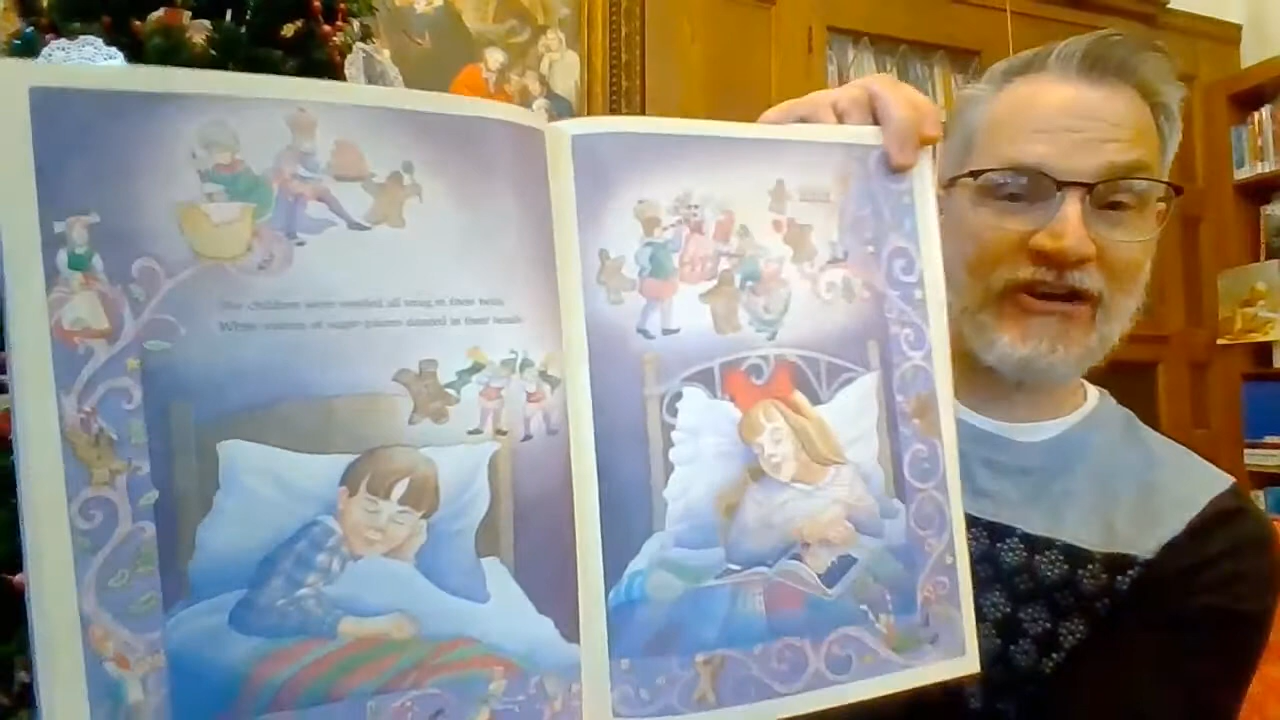 The children were nestled all snug in their beds,
While visions of sugar-plums danced in their heads.